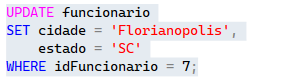 UPDATE funcionario
SET cidade = 'Florianopolis',
estado = 'SC'
WHERE idFuncionario = 7;